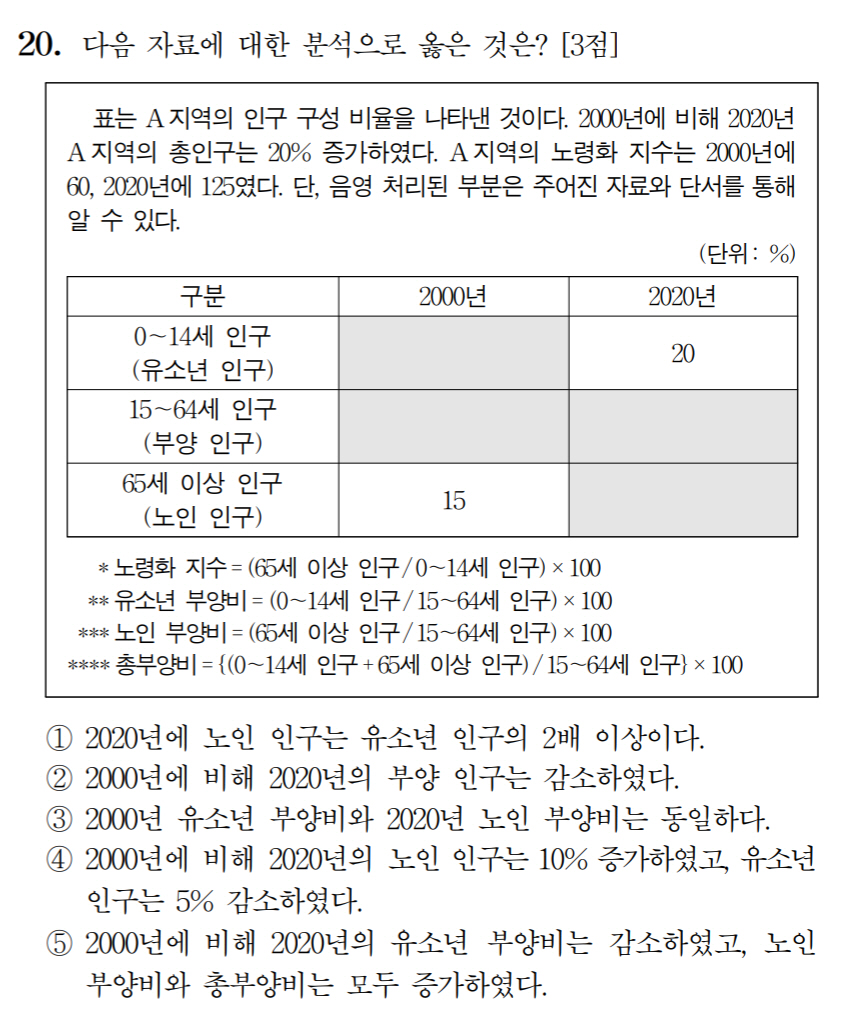 20. 다음 자료에 대한 분석으로 옳은 것은? [3점]
표는 A 지역의 인구 구성 비율을 나타낸 것이다. 2000년에 비해 2020년
A 지역의 총인구는 20% 증가하였다. A 지역의 노령화 지수는 2000년에
60, 2020년에 125였다. 단, 음영 처리된 부분은 주어진 자료와 단서를 통해
알 수 있다.
(단위: %)
구분 2000년 2020년
0~14세 인구
(유소년 인구)
20
15~64세 인구
(부양 인구)
65세 이상 인구
(노인 인구)
15
* 노령화 지수 = (65세 이상 인구 / 0~14세 인구) × 100
** 유소년 부양비 = (0~14세 인구 / 15~64세 인구) × 100
*** 노인 부양비 = (65세 이상 인구 / 15~64세 인구) × 100
**** 총부양비 = {(0~14세 인구 + 65세 이상 인구) / 15~64세 인구} × 100
① 2020년에 노인 인구는 유소년 인구의 2배 이상이다.
② 2000년에 비해 2020년의 부양 인구는 감소하였다.
③ 2000년 유소년 부양비와 2020년 노인 부양비는 동일하다.
④ 2000년에 비해 2020년의 노인 인구는 10% 증가하였고, 유소년
인구는 5% 감소하였다.
⑤ 2000년에 비해 2020년의 유소년 부양비는 감소하였고, 노인
부양비와 총부양비는 모두 증가하였다.